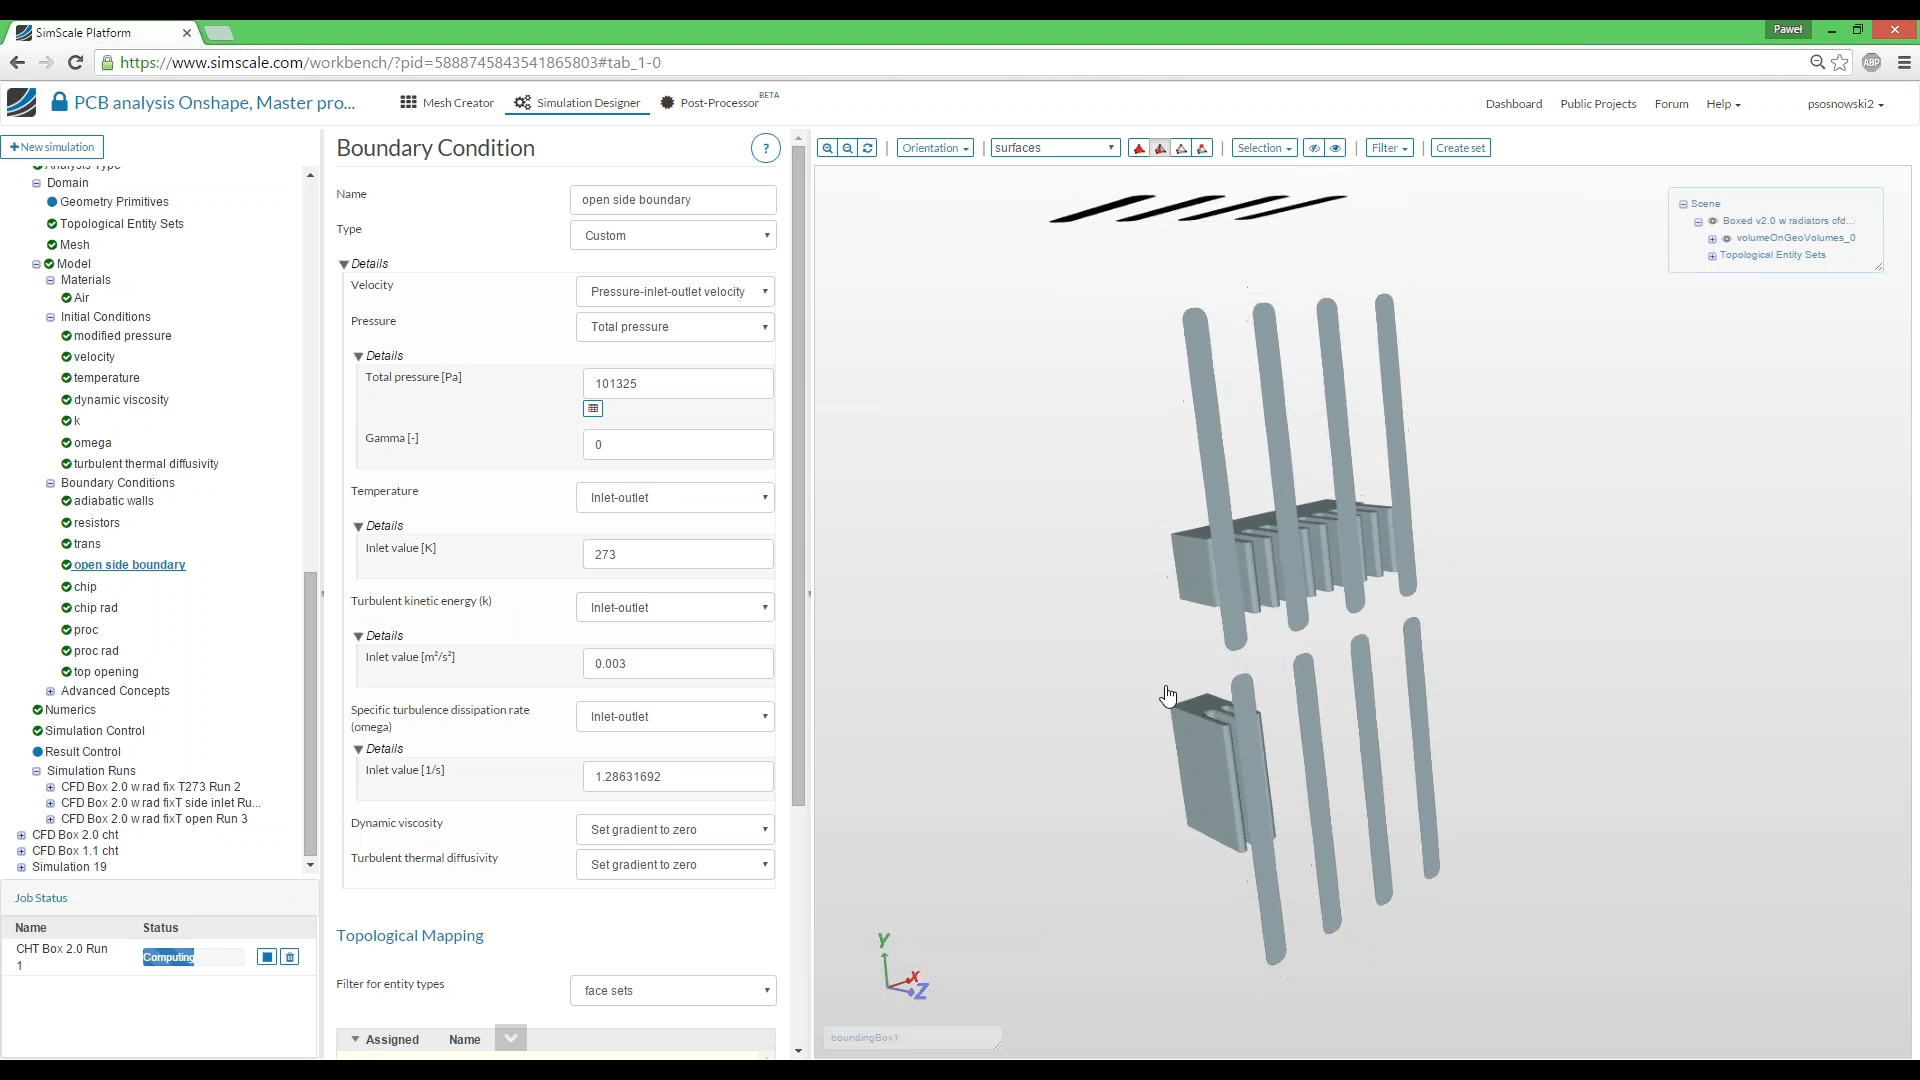 SimScale Platform
Paweł
https://www.simscale.com/workbench/?pid=5888745843541865803#tab_1-0
ABP
PCB analysis Onshape, Master pro...
Mesh Creator
Simulation Designer
Post-Processor
BETA
Dashboard
Public Projects
Forum
Help
psosnowski2
+ New simulation
Analysis Type
Domain
Geometry Primitives
Topological Entity Sets
Mesh
Model
Materials
Air
Initial Conditions
modified pressure
velocity
temperature
dynamic viscosity
k
omega
turbulent thermal diffusivity
Boundary Conditions
adiabatic walls
resistors
trans
open side boundary
chip
chip rad
proc
proc rad
top opening
Advanced Concepts
Numerics
Simulation Control
Result Control
Simulation Runs
CFD Box 2.0 w rad fix T273 Run 2
CFD Box 2.0 w rad fixT side inlet Ru...
CFD Box 2.0 w rad fixT open Run 3
CFD Box 2.0 cht
CFD Box 1.1 cht
Simulation 19
Job Status
Name Status
CHT Box 2.0 Run 1
Computing
Boundary Condition
?
Name open side boundary
Type Custom
Details
Velocity Pressure-inlet-outlet velocity
Pressure Total pressure
Details
Total pressure [Pa] 101325
Gamma [-] 0
Temperature Inlet-outlet
Details
Inlet value [K] 273
Turbulent kinetic energy (k) Inlet-outlet
Details
Inlet value [m²/s²] 0.003
Specific turbulence dissipation rate (omega) Inlet-outlet
Details
Inlet value [1/s] 1.28631692
Dynamic viscosity Set gradient to zero
Turbulent thermal diffusivity Set gradient to zero
Topological Mapping
Filter for entity types face sets
Assigned Name
Orientation
surfaces
Selection
Filter
Create set
Scene
Boxed v2.0 w radiators cfd...
volumeOnGeoVolumes_0
Topological Entity Sets
Y
X
Z
boundingBox1